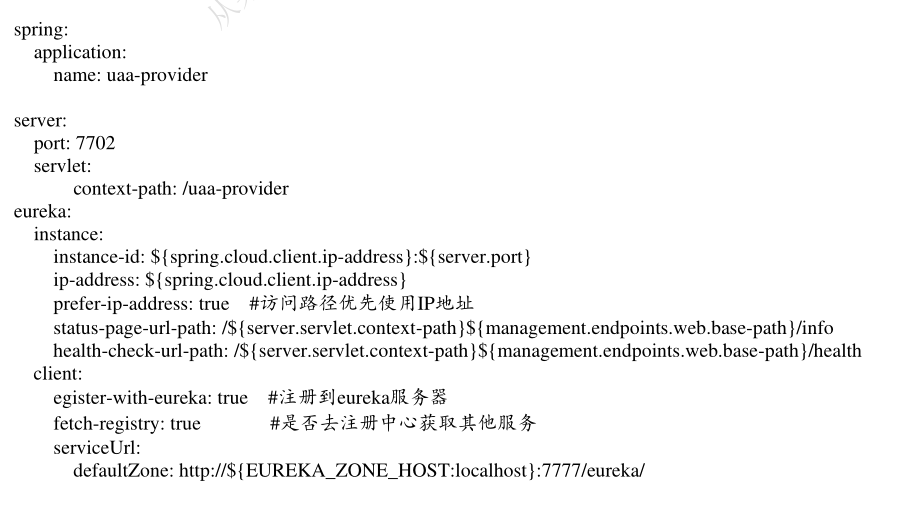 从
spring:
application:
name: uaa-provider
server:
port: 7702
servlet:
context-path: /uaa-provider
eureka:
instance:
instance-id: ${spring.cloud.client.ip-address}:${server.port}
ip-address: ${spring.cloud.client.ip-address}
prefer-ip-address: true #访问路径优先使用IP地址
status-page-url-path: /${server.servlet.context-path}${management.endpoints.web.base-path}/info
health-check-url-path: /${server.servlet.context-path}${management.endpoints.web.base-path}/health
client:
egister-with-eureka: true #注册到eureka服务器
fetch-registry: true #是否去注册中心获取其他服务
serviceUrl:
defaultZone: http://${EUREKA_ZONE_HOST:localhost}:7777/eureka/